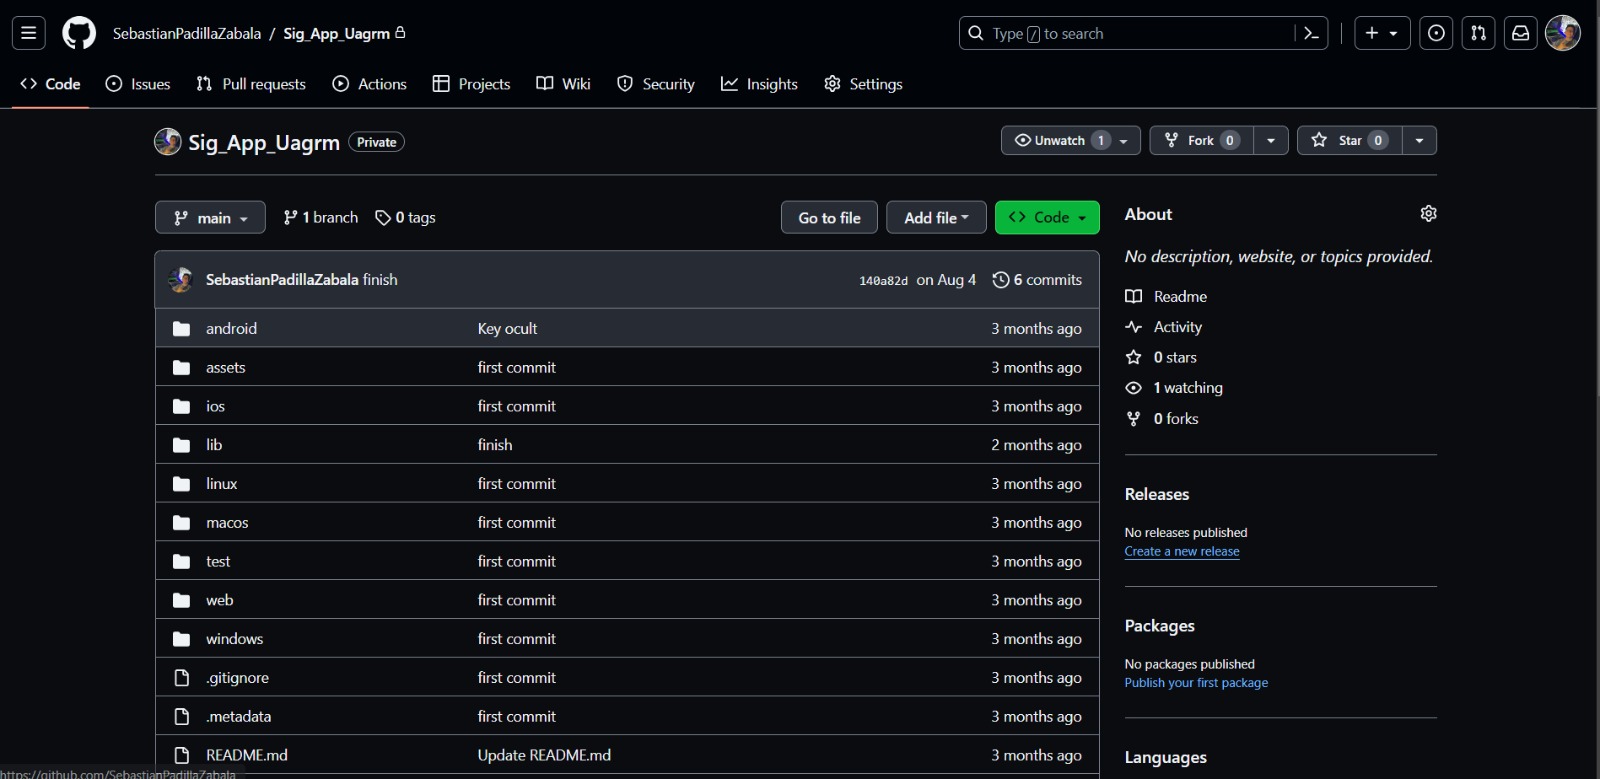 SebastianPadillaZabala / Sig_App_Uagrm
Type / to search
Code Issues Pull requests Actions Projects Wiki Security Insights Settings
Sig_App_Uagrm Private
Unwatch 1 Fork 0 Star 0
main 1 branch 0 tags
Go to file Add file Code
SebastianPadillaZabala finish 140a82d on Aug 4 6 commits
android Key ocult 3 months ago
assets first commit 3 months ago
ios first commit 3 months ago
lib finish 2 months ago
linux first commit 3 months ago
macos first commit 3 months ago
test first commit 3 months ago
web first commit 3 months ago
windows first commit 3 months ago
.gitignore first commit 3 months ago
.metadata first commit 3 months ago
README.md Update README.md 3 months ago
About
No description, website, or topics provided.
Readme
Activity
0 stars
1 watching
0 forks
Releases
No releases published
Create a new release
Packages
No packages published
Publish your first package
Languages
https://github.com/SebastianPadillaZabala